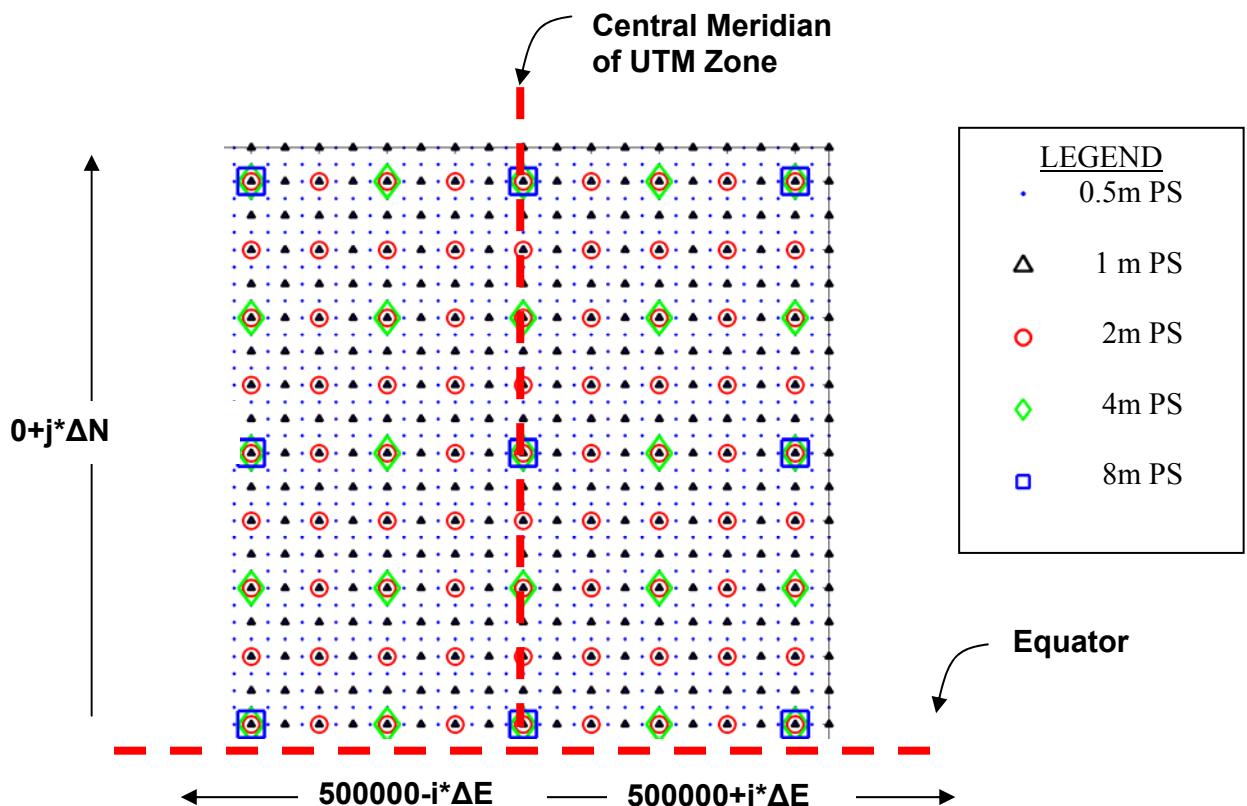 Central Meridian
of UTM Zone
LEGEND
0.5m PS
1 m PS
2m PS
4m PS
8m PS
0+j*ΔN
Equator
500000-i*ΔE
500000+i*ΔE